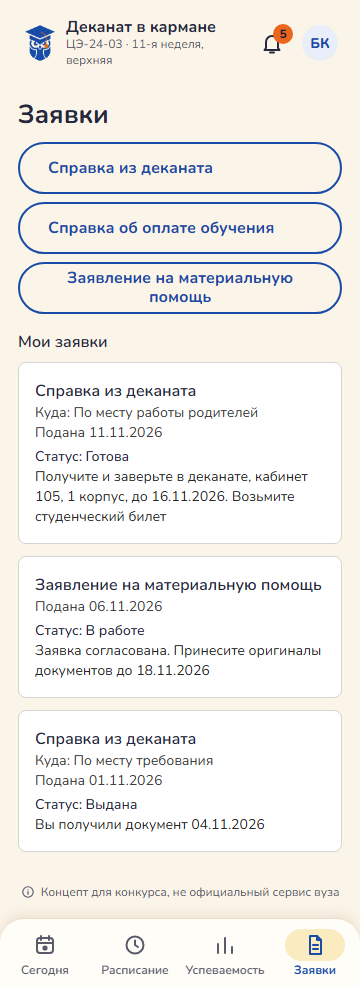 Деканат в кармане
ЦЭ-24-03 · 11-я неделя,
верхняя
5
БК
Заявки
Справка из деканата
Справка об оплате обучения
Заявление на материальную
помощь
Мои заявки
Справка из деканата
Куда: По месту работы родителей
Подана 11.11.2026
Статус: Готова
Получите и заверьте в деканате, кабинет
105, 1 корпус, до 16.11.2026. Возьмите
студенческий билет
Заявление на материальную помощь
Подана 06.11.2026
Статус: В работе
Заявка согласована. Принесите оригиналы
документов до 18.11.2026
Справка из деканата
Куда: По месту требования
Подана 01.11.2026
Статус: Выдана
Вы получили документ 04.11.2026
Концепт для конкурса, не официальный сервис вуза
Сегодня
Расписание
Успеваемость
Заявки